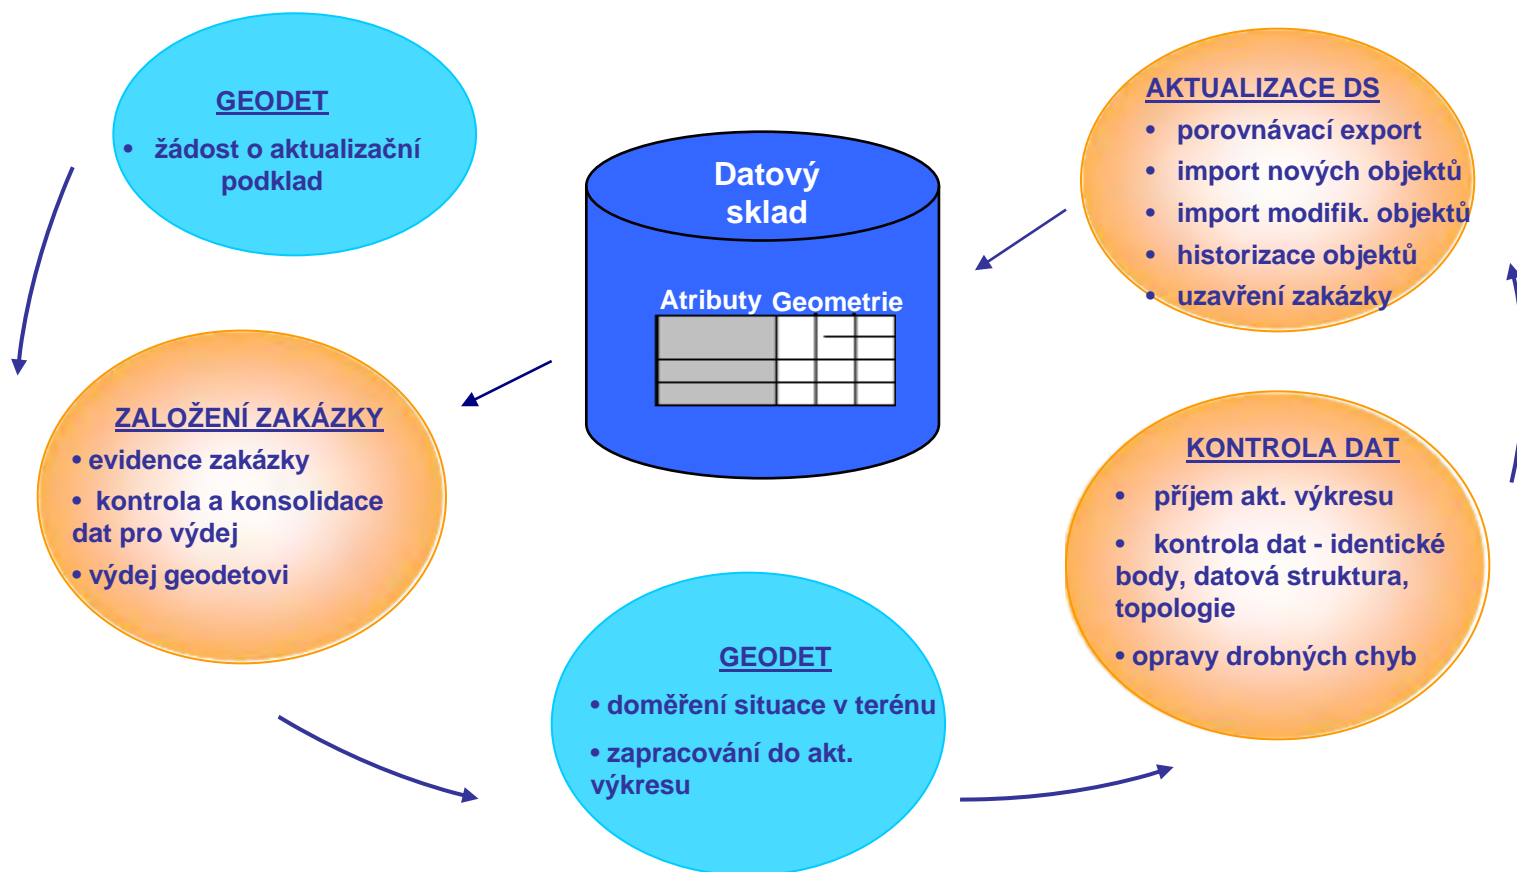 GEODET
• žádost o aktualizační
podklad
Datový
sklad
Atributy Geometrie
AKTUALIZACE DS
• porovnávací export
• import nových objektů
• import modifik. objektů
• historizace objektů
• uzavření zakázky
ZALOŽENÍ ZAKÁZKY
• evidence zakázky
• kontrola a konsolidace
dat pro výdej
• výdej geodetovi
GEODET
• doměření situace v terénu
• zapracování do akt.
výkresu
KONTROLA DAT
• příjem akt. výkresu
• kontrola dat - identické
body, datová struktura,
topologie
• opravy drobných chyb